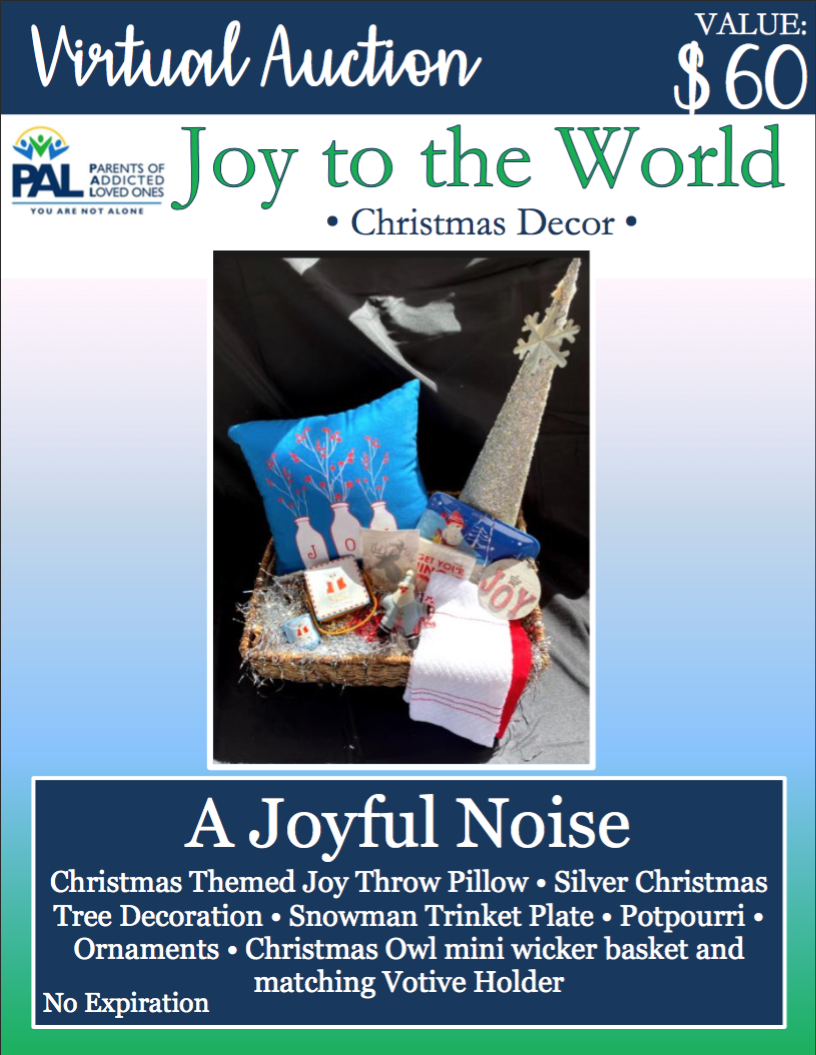 Virtual Auction
VALUE:
$60
PAL
PARENTS OF
ADDICTED
LOVED ONES
YOU ARE NOT ALONE
Joy to the World
• Christmas Decor •
J O
GET YOUR
JOY
A Joyful Noise
Christmas Themed Joy Throw Pillow • Silver Christmas
Tree Decoration • Snowman Trinket Plate • Potpourri •
Ornaments • Christmas Owl mini wicker basket and
matching Votive Holder
No Expiration